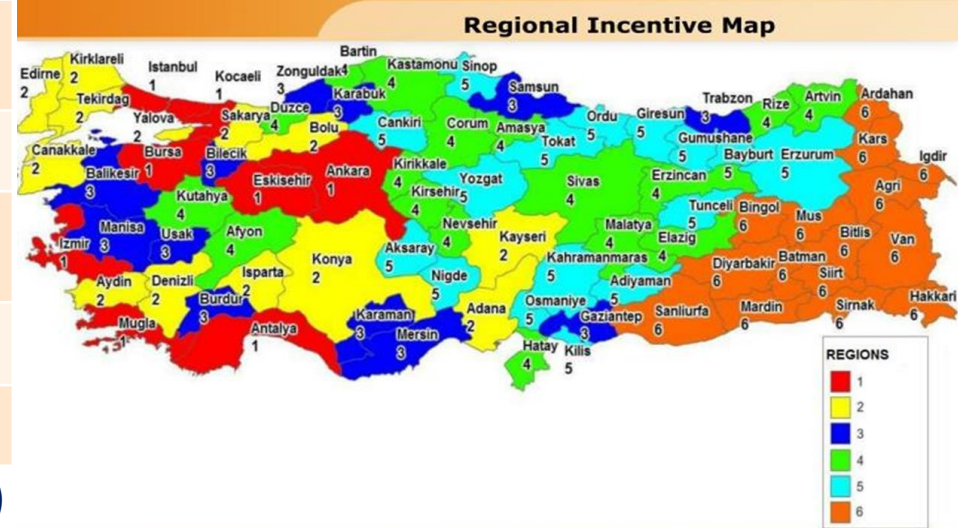 Regional Incentive Map
Bartin
4
Kastamonu
4
Sinop
5
Kirklareli
2
Edirne
2
Istanbul
1
Kocaeli
1
Zonguldak
3
Karabuk
3
Samsun
3
Tekirdag
2
Yalova
2
Sakarya
2
Duzce
4
Bolu
2
Cankiri
5
Corum
4
Amasya
4
Tokat
5
Ordu
5
Giresun
5
Trabzon
3
Rize
4
Artvin
4
Ardahan
6
Gumushane
5
Bayburt
5
Erzurum
5
Kars
6
Igdir
6
Canakkale
2
Balikesir
3
Bursa
1
Bilecik
3
Eskisehir
1
Ankara
1
Kirikkale
4
Kirsehir
4
Yozgat
5
Sivas
4
Erzincan
4
Tunceli
5
Bingol
6
Mus
6
Agri
6
Kutahya
4
Manisa
3
Usak
3
Afyon
4
Izmir
1
Aydin
2
Denizli
2
Isparta
2
Burdur
3
Konya
2
Aksaray
5
Nevsehir
4
Kayseri
2
Nigde
5
Malatya
4
Elazig
4
Kahramanmaras
5
Adiyaman
5
Diyarbakir
6
Batman
6
Bitlis
6
Van
6
Siirt
6
Mugla
1
Antalya
1
Karaman
3
Mersin
3
Adana
2
Osmaniye
5
Gaziantep
3
Sanliurfa
6
Mardin
6
Sirnak
6
Hakkari
6
Hatay
4
Kilis
5
REGIONS
1
2
3
4
5
6